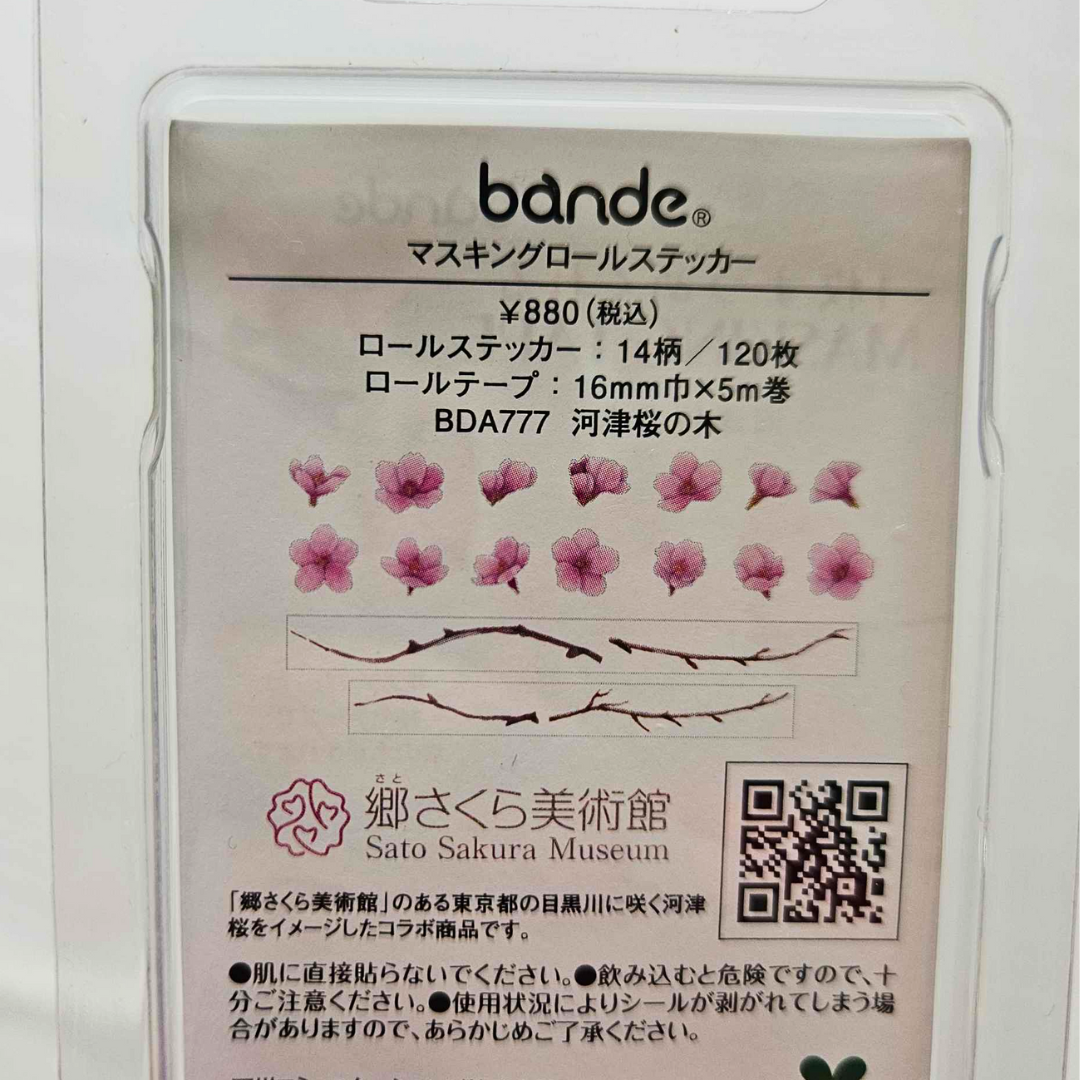 bande®
マスキングロールステッカー
¥880(税込)
ロールステッカー:14柄/120枚
ロールテープ:16mm巾×5m巻
BDA777 河津桜の木
さと
郷さくら美術館
Sato Sakura Museum
「郷さくら美術館」のある東京都の目黒川に咲く河津
桜をイメージしたコラボ商品です。
●肌に直接貼らないでください。●飲み込むと危険ですので、十
分ご注意ください。●使用状況によりシールが剥がれてしまう場
合がありますので、あらかじめご了承ください。